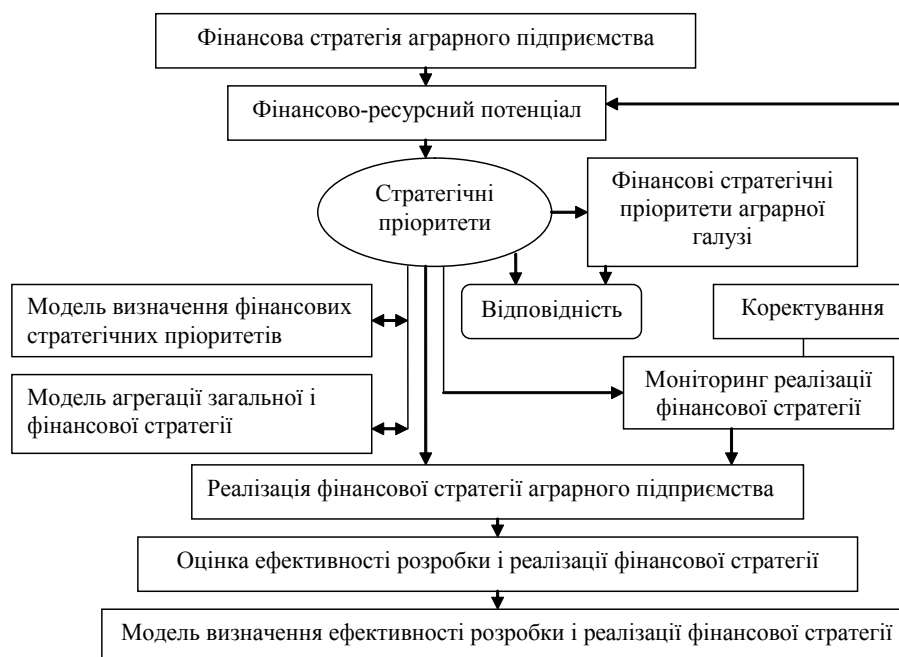 Фінансова стратегія аграрного підприємства
Фінансово-ресурсний потенціал
Стратегічні
пріоритети
Фінансові стратегічні
пріоритети аграрної
галузі
Модель визначення фінансових
стратегічних пріоритетів
Відповідність
Коректування
Модель агрегації загальної і
фінансової стратегії
Моніторинг реалізації
фінансової стратегії
Реалізація фінансової стратегії аграрного підприємства
Оцінка ефективності розробки і реалізації фінансової стратегії
Модель визначення ефективності розробки і реалізації фінансової стратегії